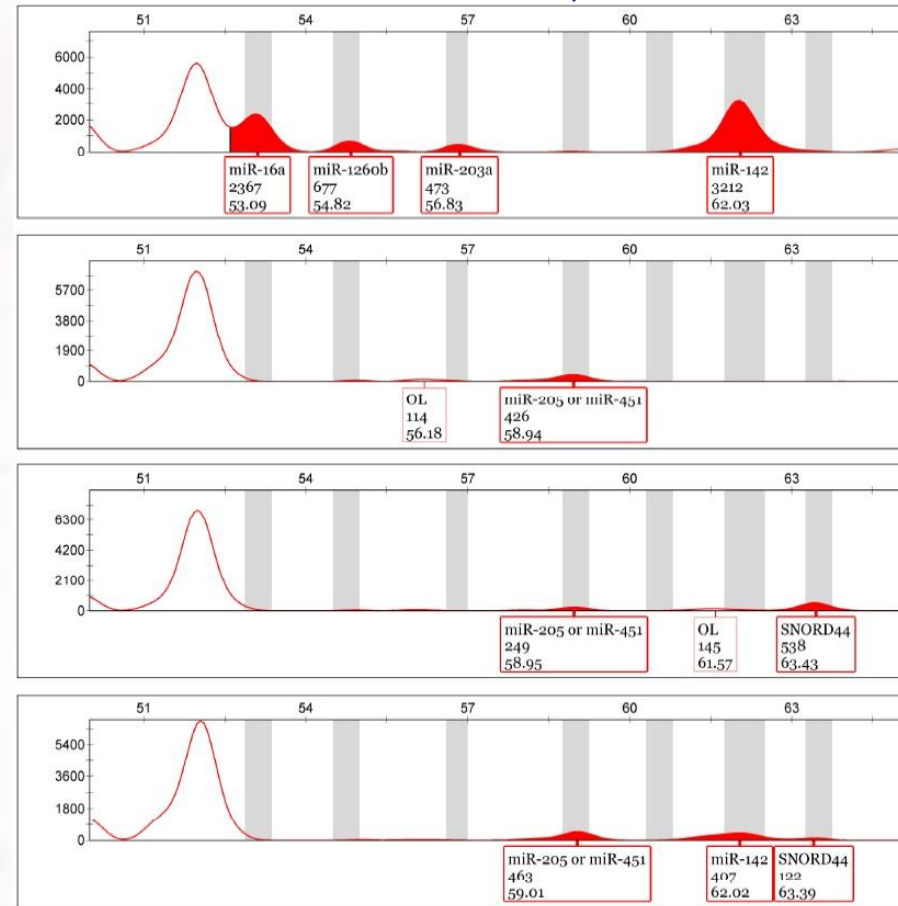 51 54 57 60 63
6000
4000
2000
0
miR-16a miR-1260b miR-203a miR-142
2367 677 473 3212
53.09 54.82 56.83 62.03
51 54 57 60 63
5700
3800
1900
0
OL miR-205 or miR-451
114 426
56.18 58.94
51 54 57 60 63
6300
4200
2100
0
miR-205 or miR-451 OL SNORD44
249 145 538
58.95 61.57 63.43
51 54 57 60 63
5400
3600
1800
0
miR-205 or miR-451 miR-142 SNORD44
463 407 122
59.01 62.02 63.39